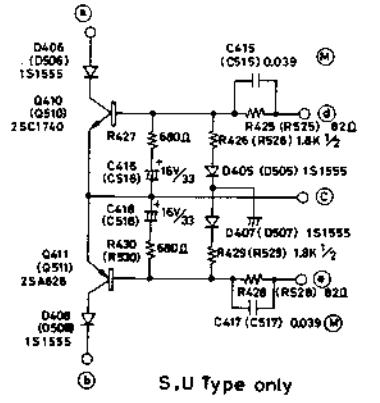 a
D406
(D506)
1S1555
C415
(C515) 0.039 M
Q410
(Q510)
2SC1740
R427
680Ω
R425 (R525) 82Ω
d
R426 (R526) 1.8K 1/2
C416
(C516)
+
16V/33
D405 (D505) 1S1555
C
C418
(C518)
+
16V/33
D407 (D507) 1S1555
R429 (R529) 1.8K 1/2
Q411
(Q511)
2SA826
R430
(R530)
680Ω
e
R428 (R528) 82Ω
C417 (C517) 0.039 M
D408
(D508)
1S1555
b
S,U Type only